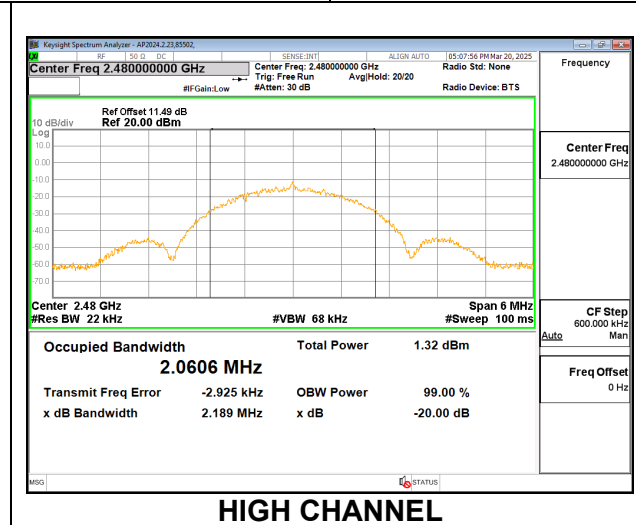 Keysight Spectrum Analyzer - AP2024.2.23,85502,
RF 50 Ω DC SENSE:INT ALIGN AUTO 05:07:56 PM Mar 20, 2025
Center Freq 2.480000000 GHz Center Freq: 2.480000000 GHz Radio Std: None
Trig: Free Run Avg|Hold: 20/20
#IFGain:Low #Atten: 30 dB Radio Device: BTS
Frequency
Ref Offset 11.49 dB
10 dB/div Ref 20.00 dBm
Log
10.0
0.00
-10.0
-20.0
-30.0
-40.0
-50.0
-60.0
-70.0
Center Freq
2.480000000 GHz
Center 2.48 GHz Span 6 MHz
#Res BW 22 kHz #VBW 68 kHz #Sweep 100 ms
CF Step
600.000 kHz
Auto Man
Occupied Bandwidth Total Power 1.32 dBm
2.0606 MHz
Transmit Freq Error -2.925 kHz OBW Power 99.00 %
x dB Bandwidth 2.189 MHz x dB -20.00 dB
Freq Offset
0 Hz
MSG STATUS
HIGH CHANNEL